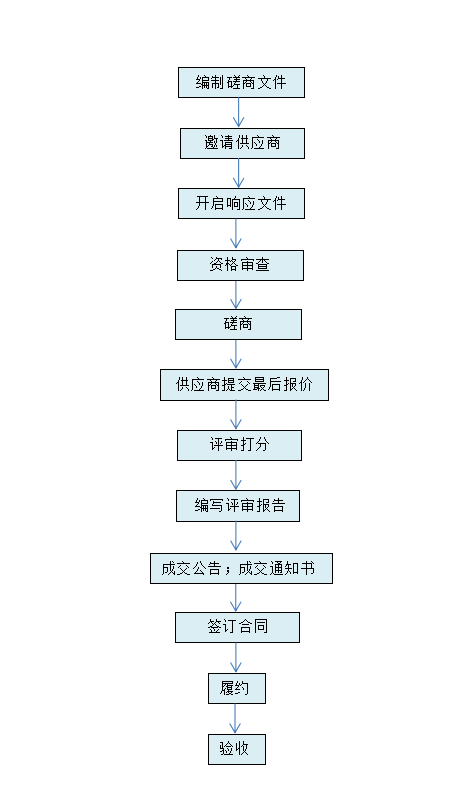 编制磋商文件
邀请供应商
开启响应文件
资格审查
磋商
供应商提交最后报价
评审打分
编写评审报告
成交公告；成交通知书
签订合同
履约
验收